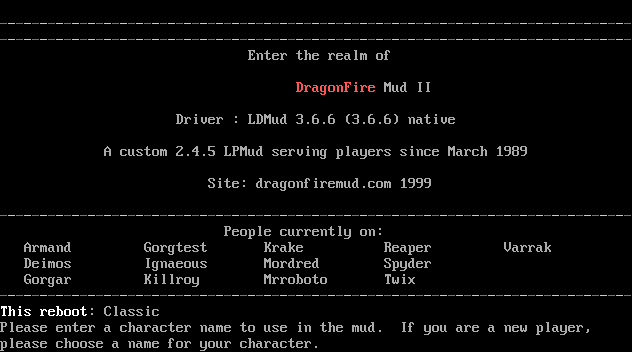 Enter the realm of
DragonFire Mud II
Driver : LDMud 3.6.6 (3.6.6) native
A custom 2.4.5 LPMud serving players since March 1989
Site: dragonfiremud.com 1999
People currently on:
Armand Gorgtest Krake Reaper Varrak
Deimos Ignaeous Mordred Spyder
Gorgar Killroy Mrroboto Twix
This reboot: Classic
Please enter a character name to use in the mud.  If you are a new player,
please choose a name for your character.